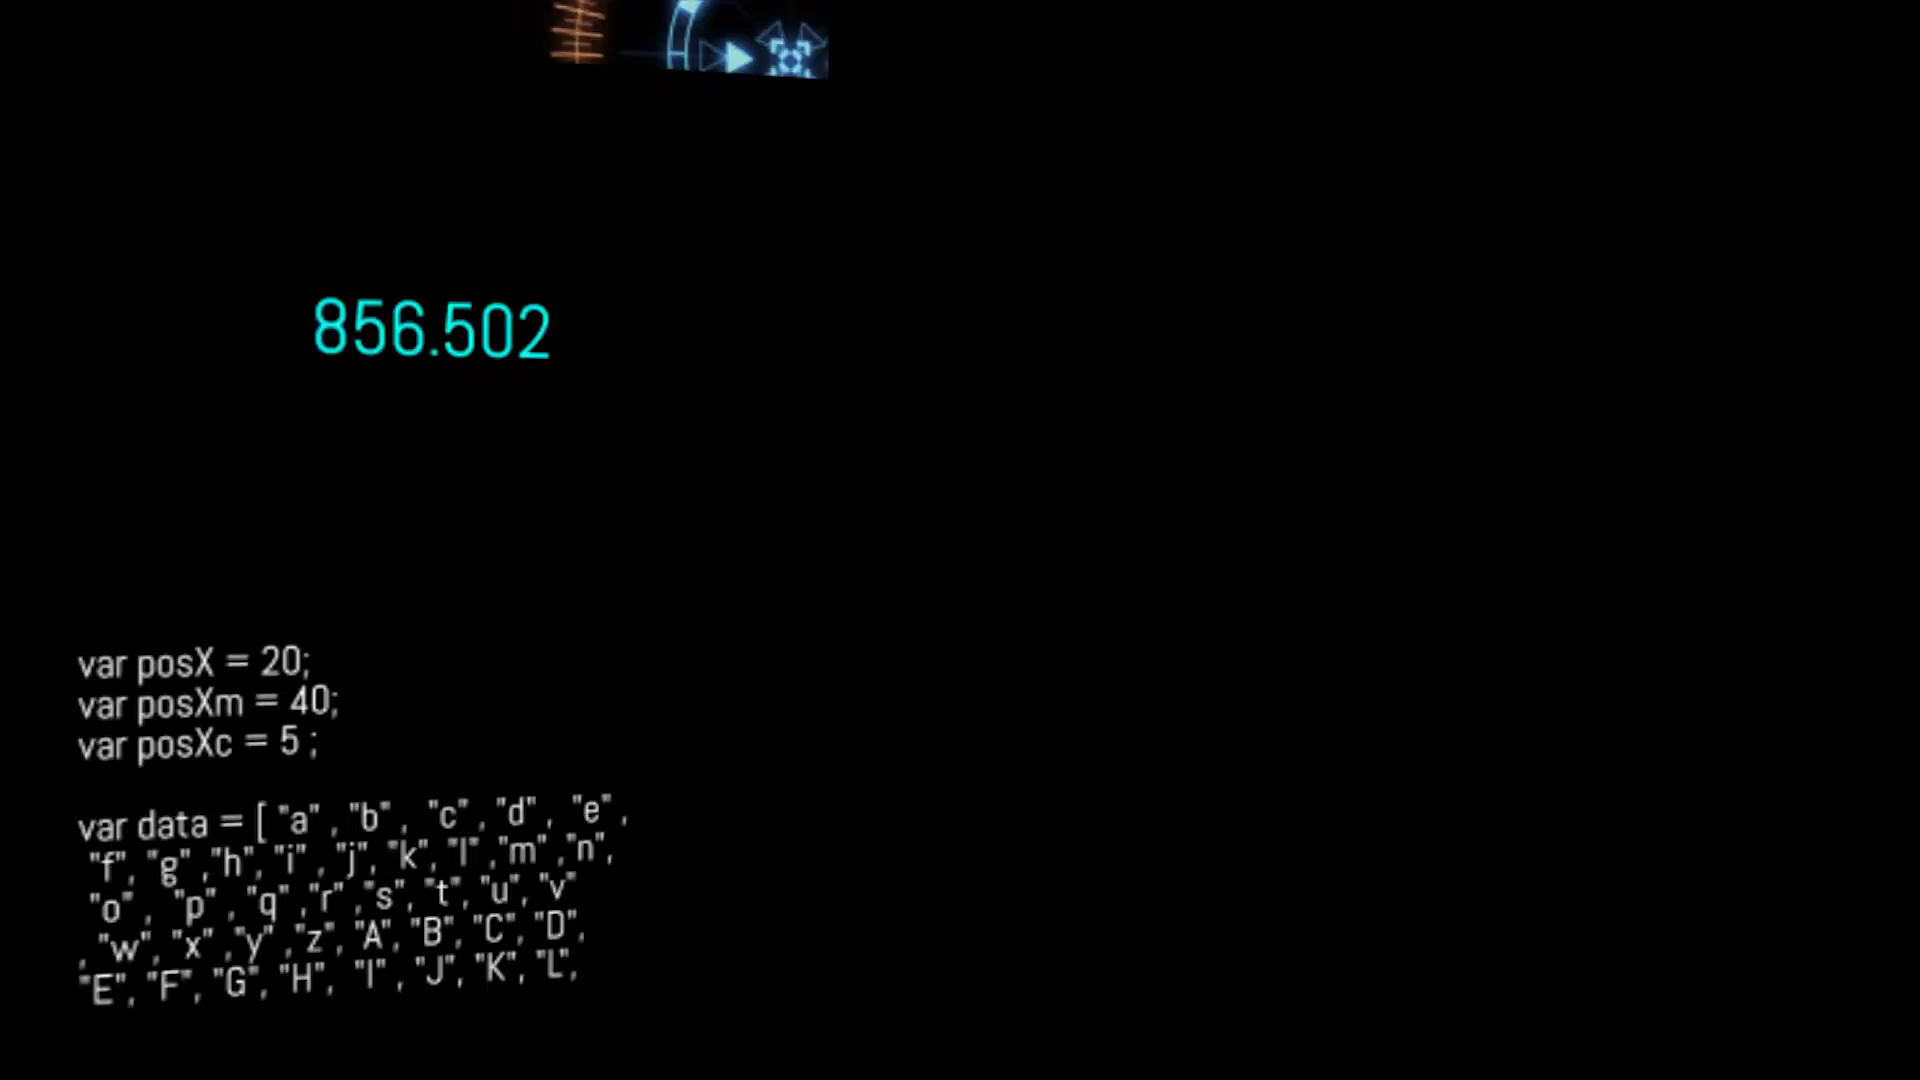 856.502
var posX = 20;
var posXm = 40;
var posXc = 5 ;
var data = [ "a" , "b" ,  "c" , "d" ,  "e" ,
"f", "g" ,"h", "i" , "j", "k", "l" ,"m" ,"n",
"o" ,  "p" , "q" ,"r" ,"s", "t", "u", "v"
, "w", "x" ,"y" ,"z", "A", "B", "C", "D",
"E", "F", "G", "H",  "I" , "J", "K", "L",